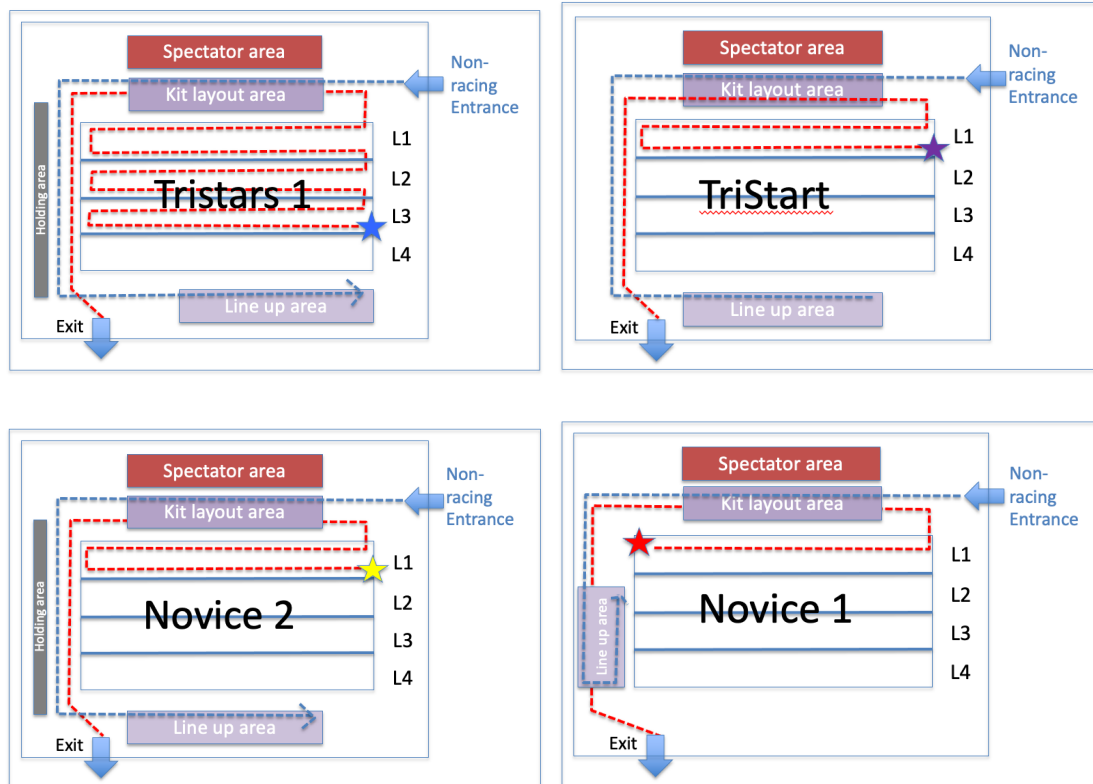 Spectator area
Non-
racing
Entrance
Kit layout area
Holding area
L1
L2
Tristars 1
L3
L4
Line up area
Exit
Spectator area
Non-
racing
Entrance
Kit layout area
L1
L2
TriStart
L3
L4
Line up area
Exit
Spectator area
Non-
racing
Entrance
Kit layout area
Holding area
L1
L2
Novice 2
L3
L4
Line up area
Exit
Spectator area
Non-
racing
Entrance
Kit layout area
L1
L2
Novice 1
Line up area
L3
L4
Exit